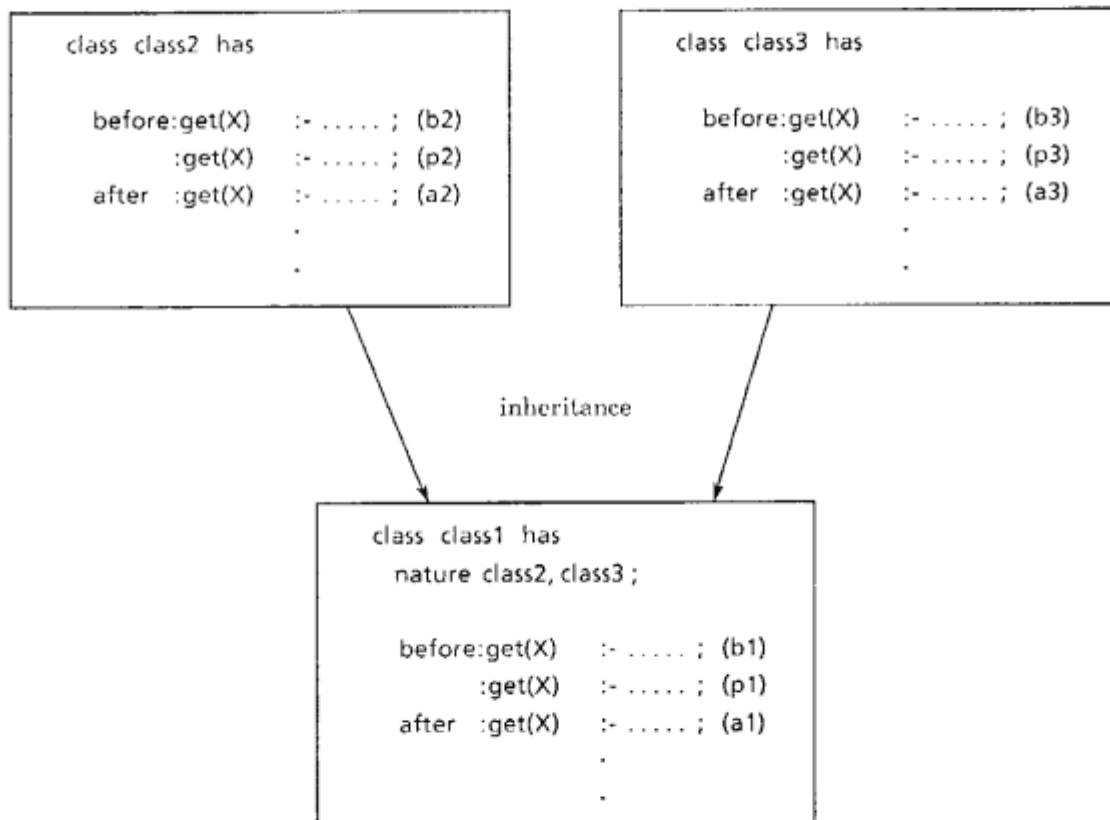 class class2 has
before:get(X) :- ..... ; (b2)
:get(X) :- ..... ; (p2)
after :get(X) :- ..... ; (a2)
.
.
class class3 has
before:get(X) :- ..... ; (b3)
:get(X) :- ..... ; (p3)
after :get(X) :- ..... ; (a3)
.
.
inheritance
class class1 has
nature class2, class3 ;
before:get(X) :- ..... ; (b1)
:get(X) :- ..... ; (p1)
after :get(X) :- ..... ; (a1)
.
.